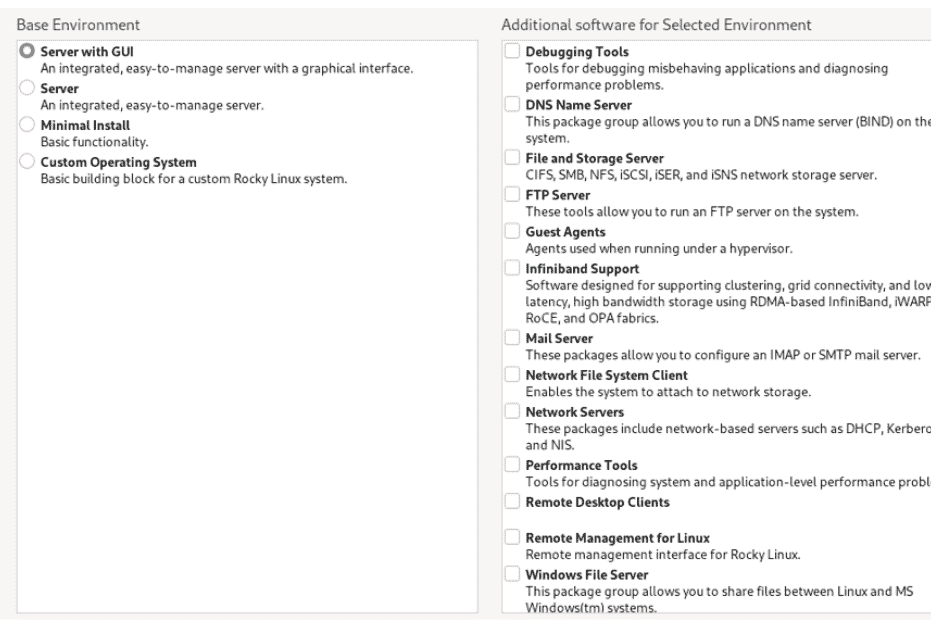 Base Environment
Server with GUI
An integrated, easy-to-manage server with a graphical interface.
Server
An integrated, easy-to-manage server.
Minimal Install
Basic functionality.
Custom Operating System
Basic building block for a custom Rocky Linux system.
Additional software for Selected Environment
Debugging Tools
Tools for debugging misbehaving applications and diagnosing
performance problems.
DNS Name Server
This package group allows you to run a DNS name server (BIND) on the
system.
File and Storage Server
CIFS, SMB, NFS, iSCSI, iSER, and iSNS network storage server.
FTP Server
These tools allow you to run an FTP server on the system.
Guest Agents
Agents used when running under a hypervisor.
Infiniband Support
Software designed for supporting clustering, grid connectivity, and low
latency, high bandwidth storage using RDMA-based InfiniBand, iWARP
RoCE, and OPA fabrics.
Mail Server
These packages allow you to configure an IMAP or SMTP mail server.
Network File System Client
Enables the system to attach to network storage.
Network Servers
These packages include network-based servers such as DHCP, Kerbero
and NIS.
Performance Tools
Tools for diagnosing system and application-level performance probl
Remote Desktop Clients
Remote Management for Linux
Remote management interface for Rocky Linux.
Windows File Server
This package group allows you to share files between Linux and MS
Windows(tm) systems.